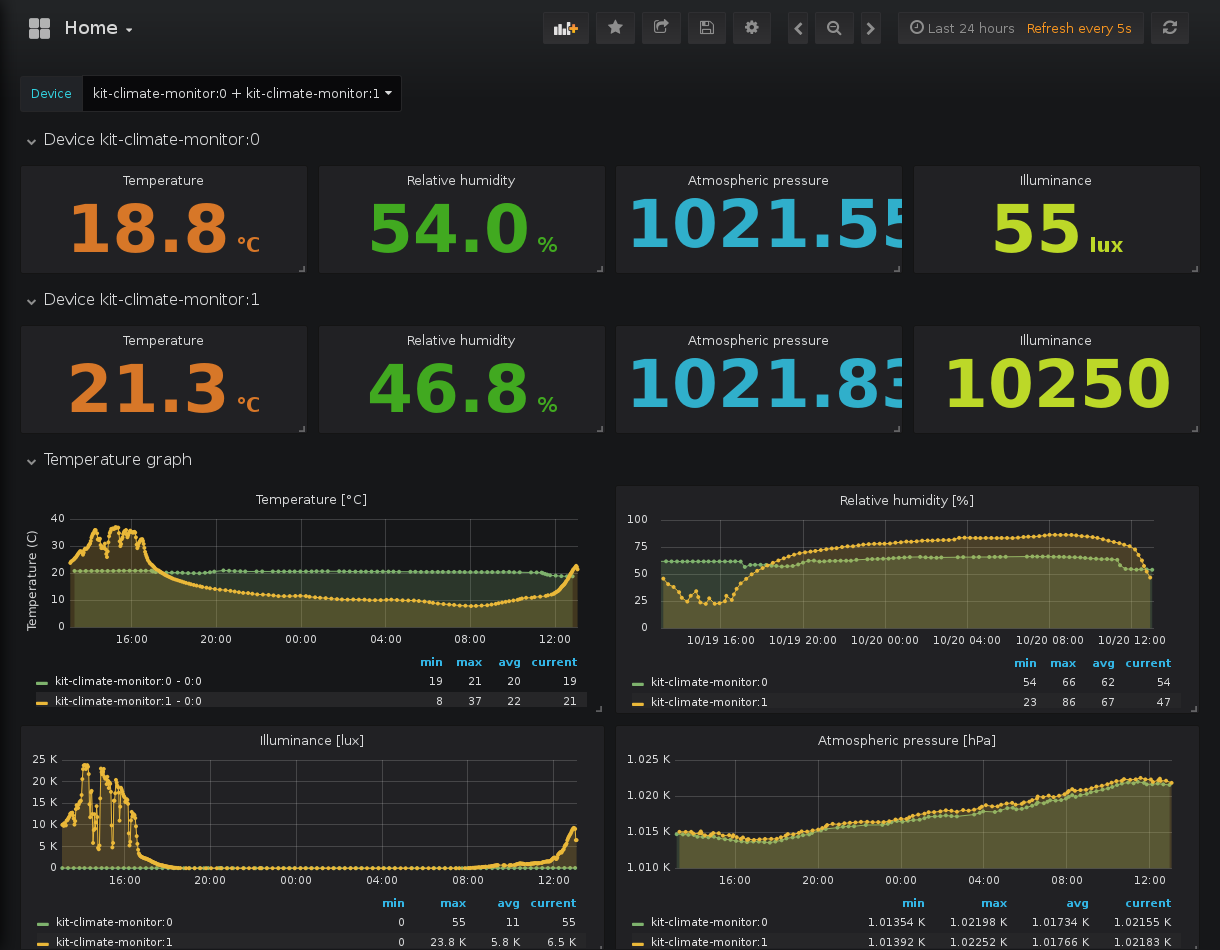 Home
Last 24 hours Refresh every 5s
Device kit-climate-monitor:0 + kit-climate-monitor:1
Device kit-climate-monitor:0
Temperature Relative humidity Atmospheric pressure Illuminance
18.8 °C 54.0 % 1021.55 55 lux
Device kit-climate-monitor:1
Temperature Relative humidity Atmospheric pressure Illuminance
21.3 °C 46.8 % 1021.83 10250
Temperature graph
Temperature [°C]
Temperature (C)
40
30
20
10
0
16:00 20:00 00:00 04:00 08:00 12:00
min max avg current
kit-climate-monitor:0 - 0:0 19 21 20 19
kit-climate-monitor:1 - 0:0 8 37 22 21
Relative humidity [%]
100
75
50
25
0
10/19 16:00 10/19 20:00 10/20 00:00 10/20 04:00 10/20 08:00 10/20 12:00
min max avg current
kit-climate-monitor:0 54 66 62 54
kit-climate-monitor:1 23 86 67 47
Illuminance [lux]
25 K
20 K
15 K
10 K
5 K
0
16:00 20:00 00:00 04:00 08:00 12:00
min max avg current
kit-climate-monitor:0 0 55 11 55
kit-climate-monitor:1 0 23.8 K 5.8 K 6.5 K
Atmospheric pressure [hPa]
1.025 K
1.020 K
1.015 K
1.010 K
16:00 20:00 00:00 04:00 08:00 12:00
min max avg current
kit-climate-monitor:0 1.01354 K 1.02198 K 1.01734 K 1.02155 K
kit-climate-monitor:1 1.01392 K 1.02252 K 1.01766 K 1.02183 K